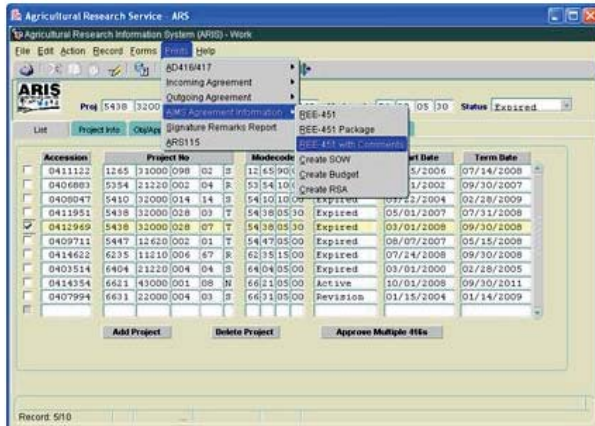 Agricultural Research Service - ARS
Agricultural Research Information System (ARIS) - Work
File Edit Action Record Forms Prints Help
AD416/417
Incoming Agreement
Outgoing Agreement
AIMS Agreement Information
Signature Remarks Report
ARS115
REE-451
REE-451 Package
REE-451 with Comments
Create SOW
Create Budget
Create RSA
ARIS
Proj 5438 3200 05 30 Status Expired
List Project Info Obj/App
Accession Project No Modecode Start Date Term Date
0411122 1265 31000 098 02 S 12 65 90 5/2006 07/14/2008
0406883 5354 21220 002 04 R 53 54 10 1/2002 09/30/2007
0408047 5410 32000 014 14 S 54 10 10 00 Expired 03/22/2004 02/28/2009
0411951 5438 32000 028 03 T 54 38 05 30 Expired 05/01/2007 07/31/2008
0412969 5438 32000 028 07 T 54 38 05 30 Expired 03/01/2008 09/30/2008
0409711 5447 12620 002 01 T 54 47 05 00 Expired 08/07/2007 05/15/2008
0414622 6235 11210 006 67 R 62 35 15 00 Expired 07/24/2008 09/30/2008
0403514 6404 21220 004 04 S 64 04 05 00 Expired 03/01/2000 02/28/2005
0414354 6621 43000 001 08 N 66 21 05 00 Active 10/01/2008 09/30/2011
0407994 6631 22000 004 03 S 66 31 05 00 Revision 01/15/2004 01/14/2009
Add Project Delete Project Approve Multiple 416s
Record: 5/10